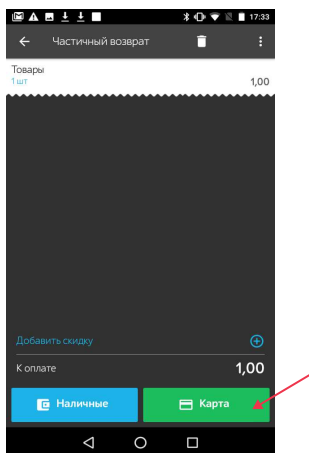 17:33
Частичный возврат
Товары
1 шт 1,00
Добавить скидку
К оплате 1,00
Наличные Карта